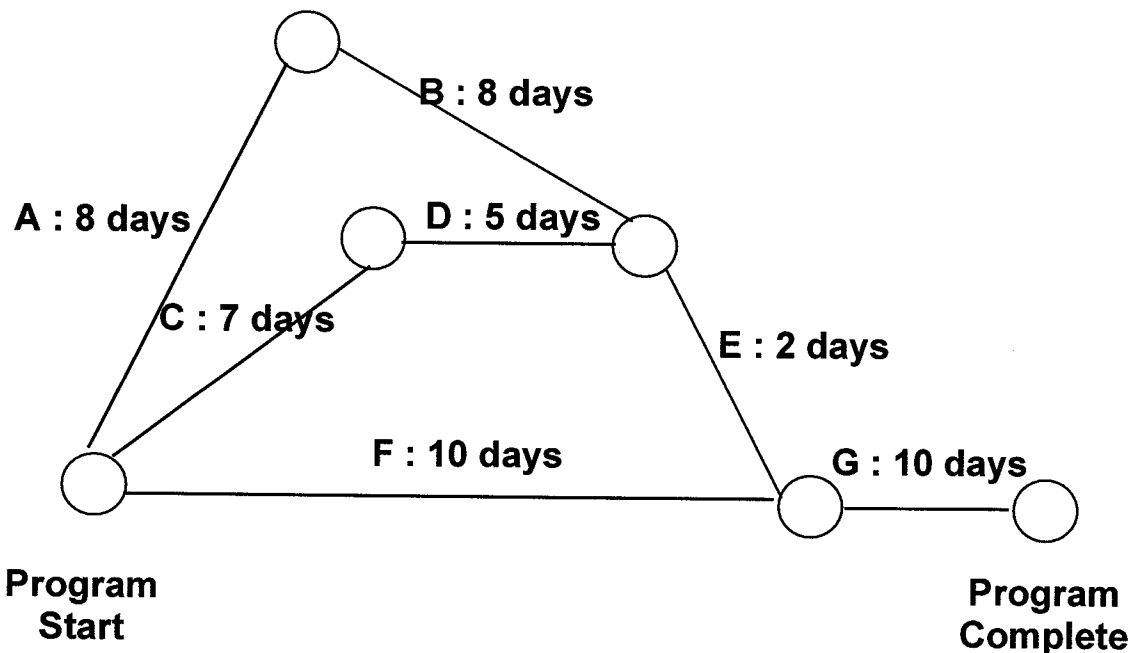 B : 8 days
A : 8 days
D : 5 days
C : 7 days
E : 2 days
F : 10 days
G : 10 days
Program
Start
Program
Complete